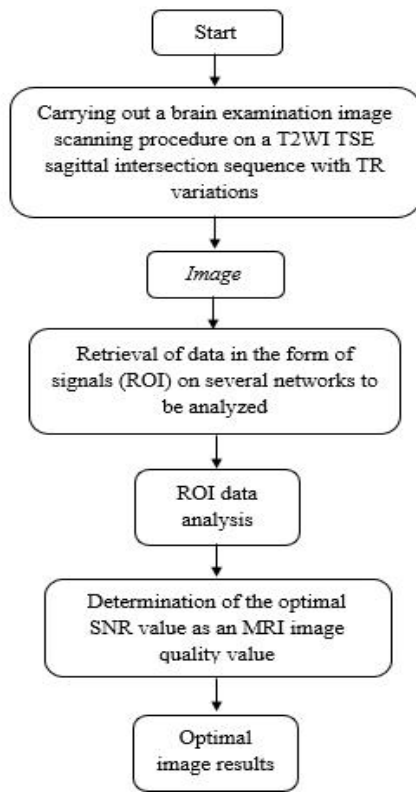 Start
Carrying out a brain examination image
scanning procedure on a T2WI TSE
sagittal intersection sequence with TR
variations
Image
Retrieval of data in the form of
signals (ROI) on several networks to
be analyzed
ROI data
analysis
Determination of the optimal
SNR value as an MRI image
quality value
Optimal
image results